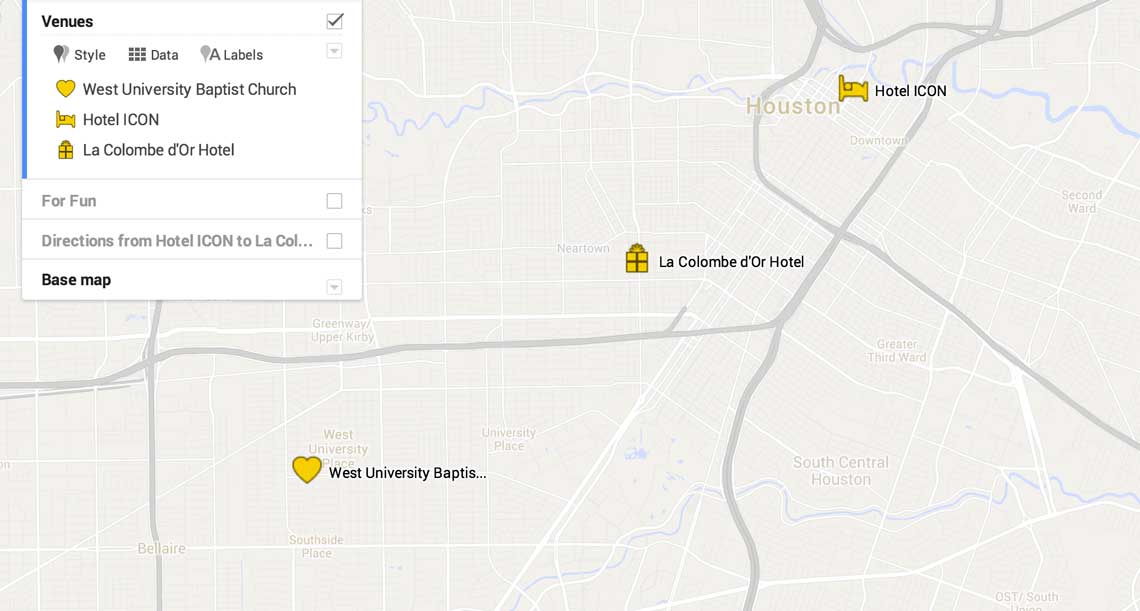 Venues
Style Data A Labels
West University Baptist Church
Hotel ICON
La Colombe d'Or Hotel
For Fun
Directions from Hotel ICON to La Col...
Base map
Hotel ICON
Houston
Downtown
Second
Ward
Neartown
La Colombe d'Or Hotel
Greenway/
Upper Kirby
Greater
Third Ward
West
University
Place
University
Place
West University Baptis...
South Central
Houston
Southside
Place
Bellaire
OST/ South
Union